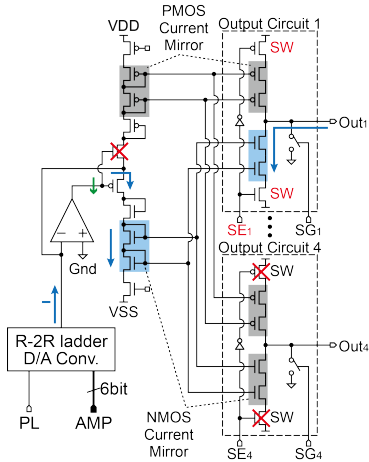 VDD
PMOS
Current
Mirror
Output Circuit 1
SW
Out1
SW
SE1
SG1
−
+
Gnd
−
VSS
R-2R ladder
D/A Conv.
6bit
PL
AMP
NMOS
Current
Mirror
Output Circuit 4
SW
Out4
SW
SE4
SG4